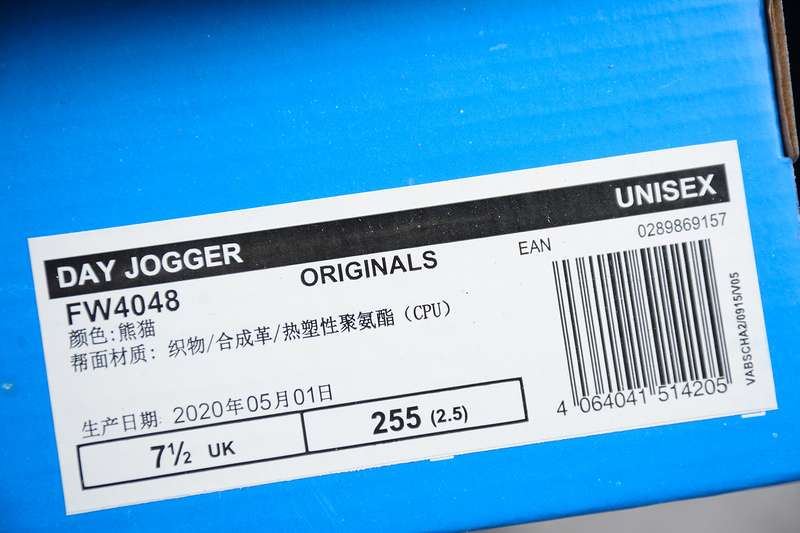 DAY JOGGER UNISEX
FW4048 ORIGINALS EAN 0289869157
颜色:熊猫
帮面材质: 织物/合成革/热塑性聚氨酯（CPU）
生产日期: 2020年05月01日
7½ UK 255 (2.5)
4 064041 514205
VABSCHA2/0915/V05